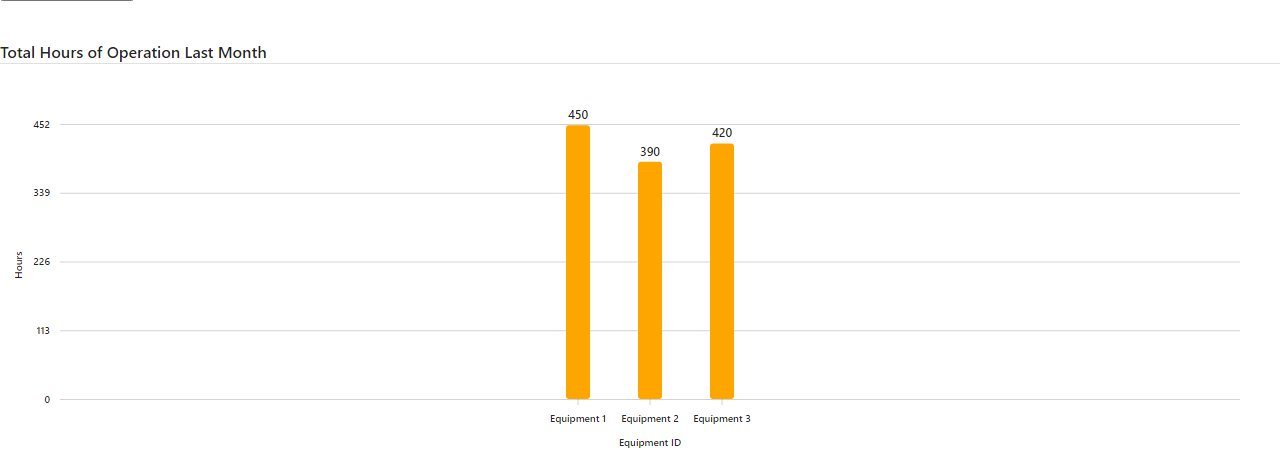 Total Hours of Operation Last Month
450
420
390
452
339
226
113
0
Hours
Equipment 1 Equipment 2 Equipment 3
Equipment ID